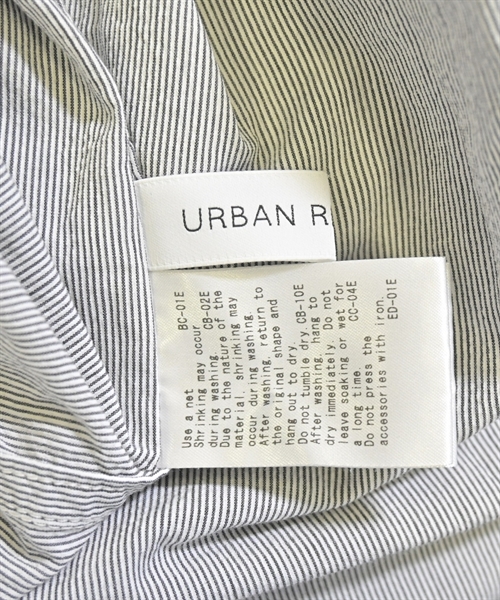 URBAN R
Use a net BC-01E
Shrinking may occur
during washing. CB-02E
Due to the nature of the
material, shrinking may
occur during washing.
After washing, return to
the original shape and
hang out to dry.
Do not tumble dry CB-10E
After washing, hang to
dry immediately. Do not
leave soaking or wet for
a long time. CC-04E
Do not press the
accessories with iron.
ED-01E